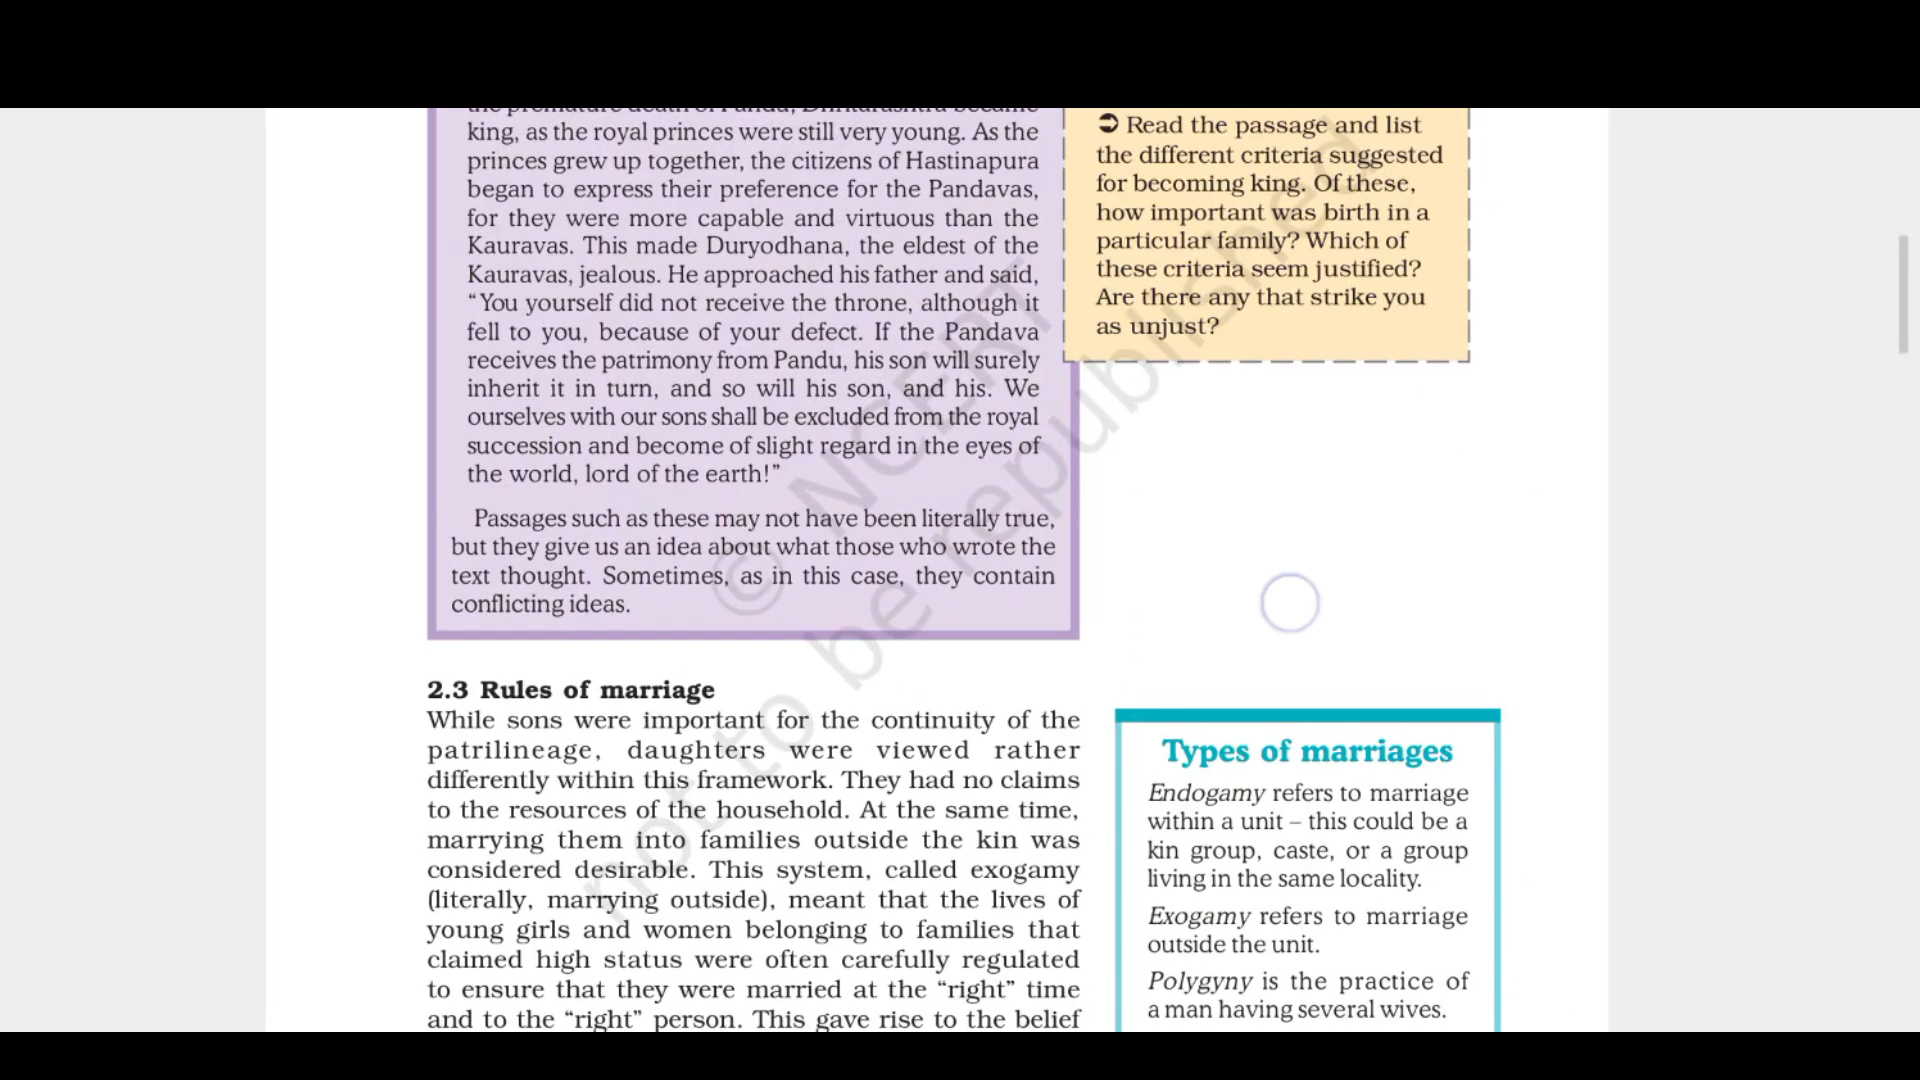 the premature death of Pandu, Dhritarashtra became
king, as the royal princes were still very young. As the
princes grew up together, the citizens of Hastinapura
began to express their preference for the Pandavas,
for they were more capable and virtuous than the
Kauravas. This made Duryodhana, the eldest of the
Kauravas, jealous. He approached his father and said,
“You yourself did not receive the throne, although it
fell to you, because of your defect. If the Pandava
receives the patrimony from Pandu, his son will surely
inherit it in turn, and so will his son, and his. We
ourselves with our sons shall be excluded from the royal
succession and become of slight regard in the eyes of
the world, lord of the earth!”
Passages such as these may not have been literally true,
but they give us an idea about what those who wrote the
text thought. Sometimes, as in this case, they contain
conflicting ideas.
➲ Read the passage and list
the different criteria suggested
for becoming king. Of these,
how important was birth in a
particular family? Which of
these criteria seem justified?
Are there any that strike you
as unjust?
2.3 Rules of marriage
While sons were important for the continuity of the
patrilineage, daughters were viewed rather
differently within this framework. They had no claims
to the resources of the household. At the same time,
marrying them into families outside the kin was
considered desirable. This system, called exogamy
(literally, marrying outside), meant that the lives of
young girls and women belonging to families that
claimed high status were often carefully regulated
to ensure that they were married at the “right” time
and to the “right” person. This gave rise to the belief
Types of marriages
Endogamy refers to marriage
within a unit – this could be a
kin group, caste, or a group
living in the same locality.
Exogamy refers to marriage
outside the unit.
Polygyny is the practice of
a man having several wives.
© NCERT
not to be republished